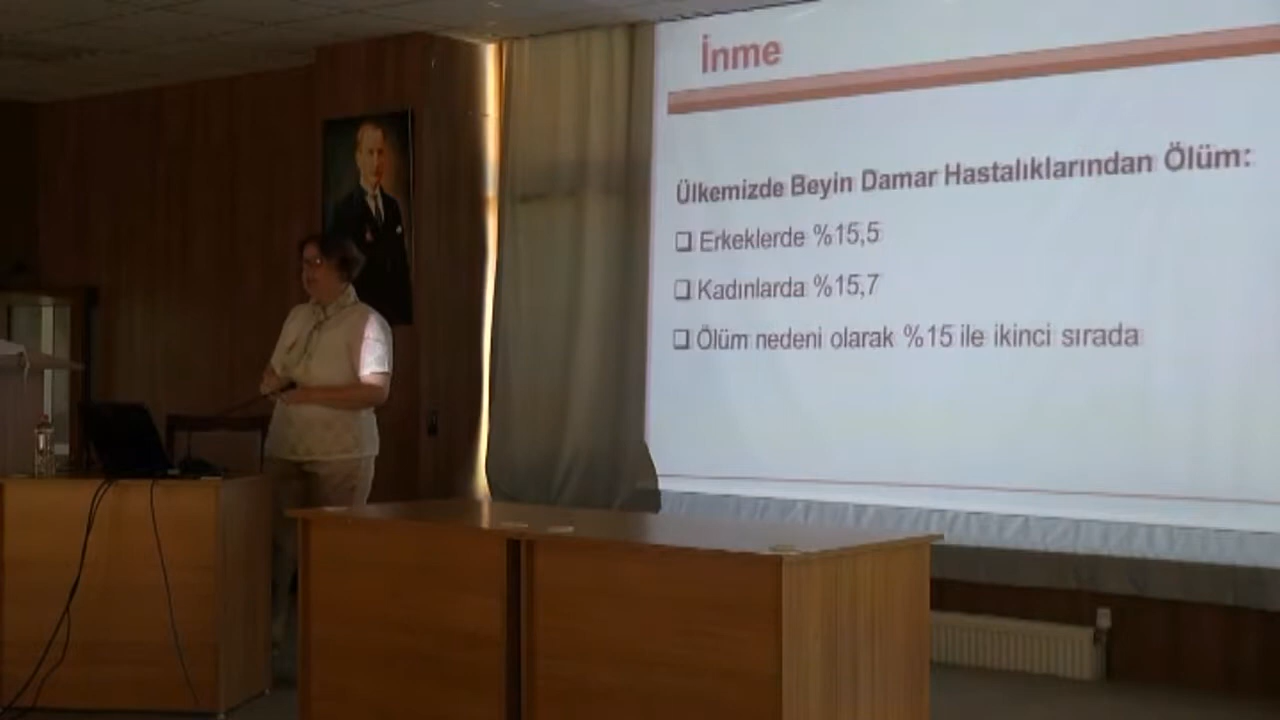 İnme
Ülkemizde Beyin Damar Hastalıklarından Ölüm:
❑ Erkeklerde %15,5
❑ Kadınlarda %15,7
❑ Ölüm nedeni olarak %15 ile ikinci sırada